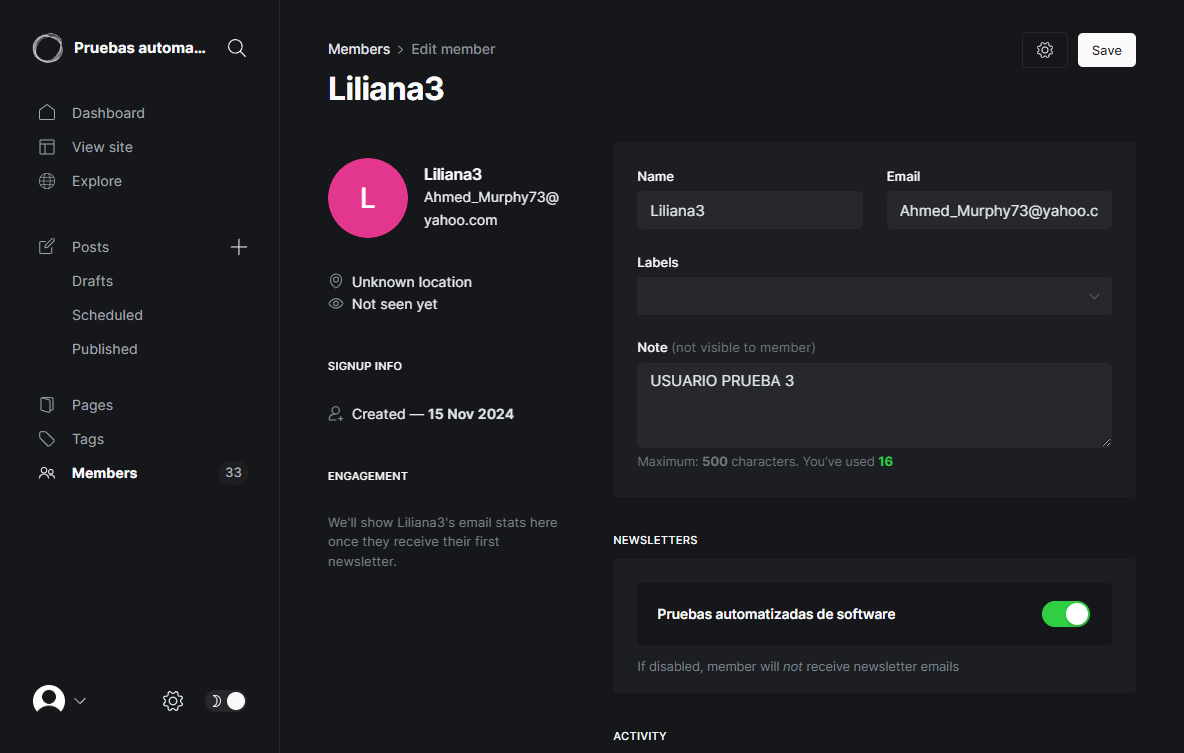 Pruebas automa...
Dashboard
View site
Explore
Posts
Drafts
Scheduled
Published
Pages
Tags
Members 33
Members > Edit member
Save
Liliana3
L
Liliana3
Ahmed_Murphy73@
yahoo.com
Unknown location
Not seen yet
SIGNUP INFO
Created — 15 Nov 2024
ENGAGEMENT
We'll show Liliana3's email stats here
once they receive their first
newsletter.
Name
Liliana3
Email
Ahmed_Murphy73@yahoo.c
Labels
Note (not visible to member)
USUARIO PRUEBA 3
Maximum: 500 characters. You've used 16
NEWSLETTERS
Pruebas automatizadas de software
If disabled, member will not receive newsletter emails
ACTIVITY